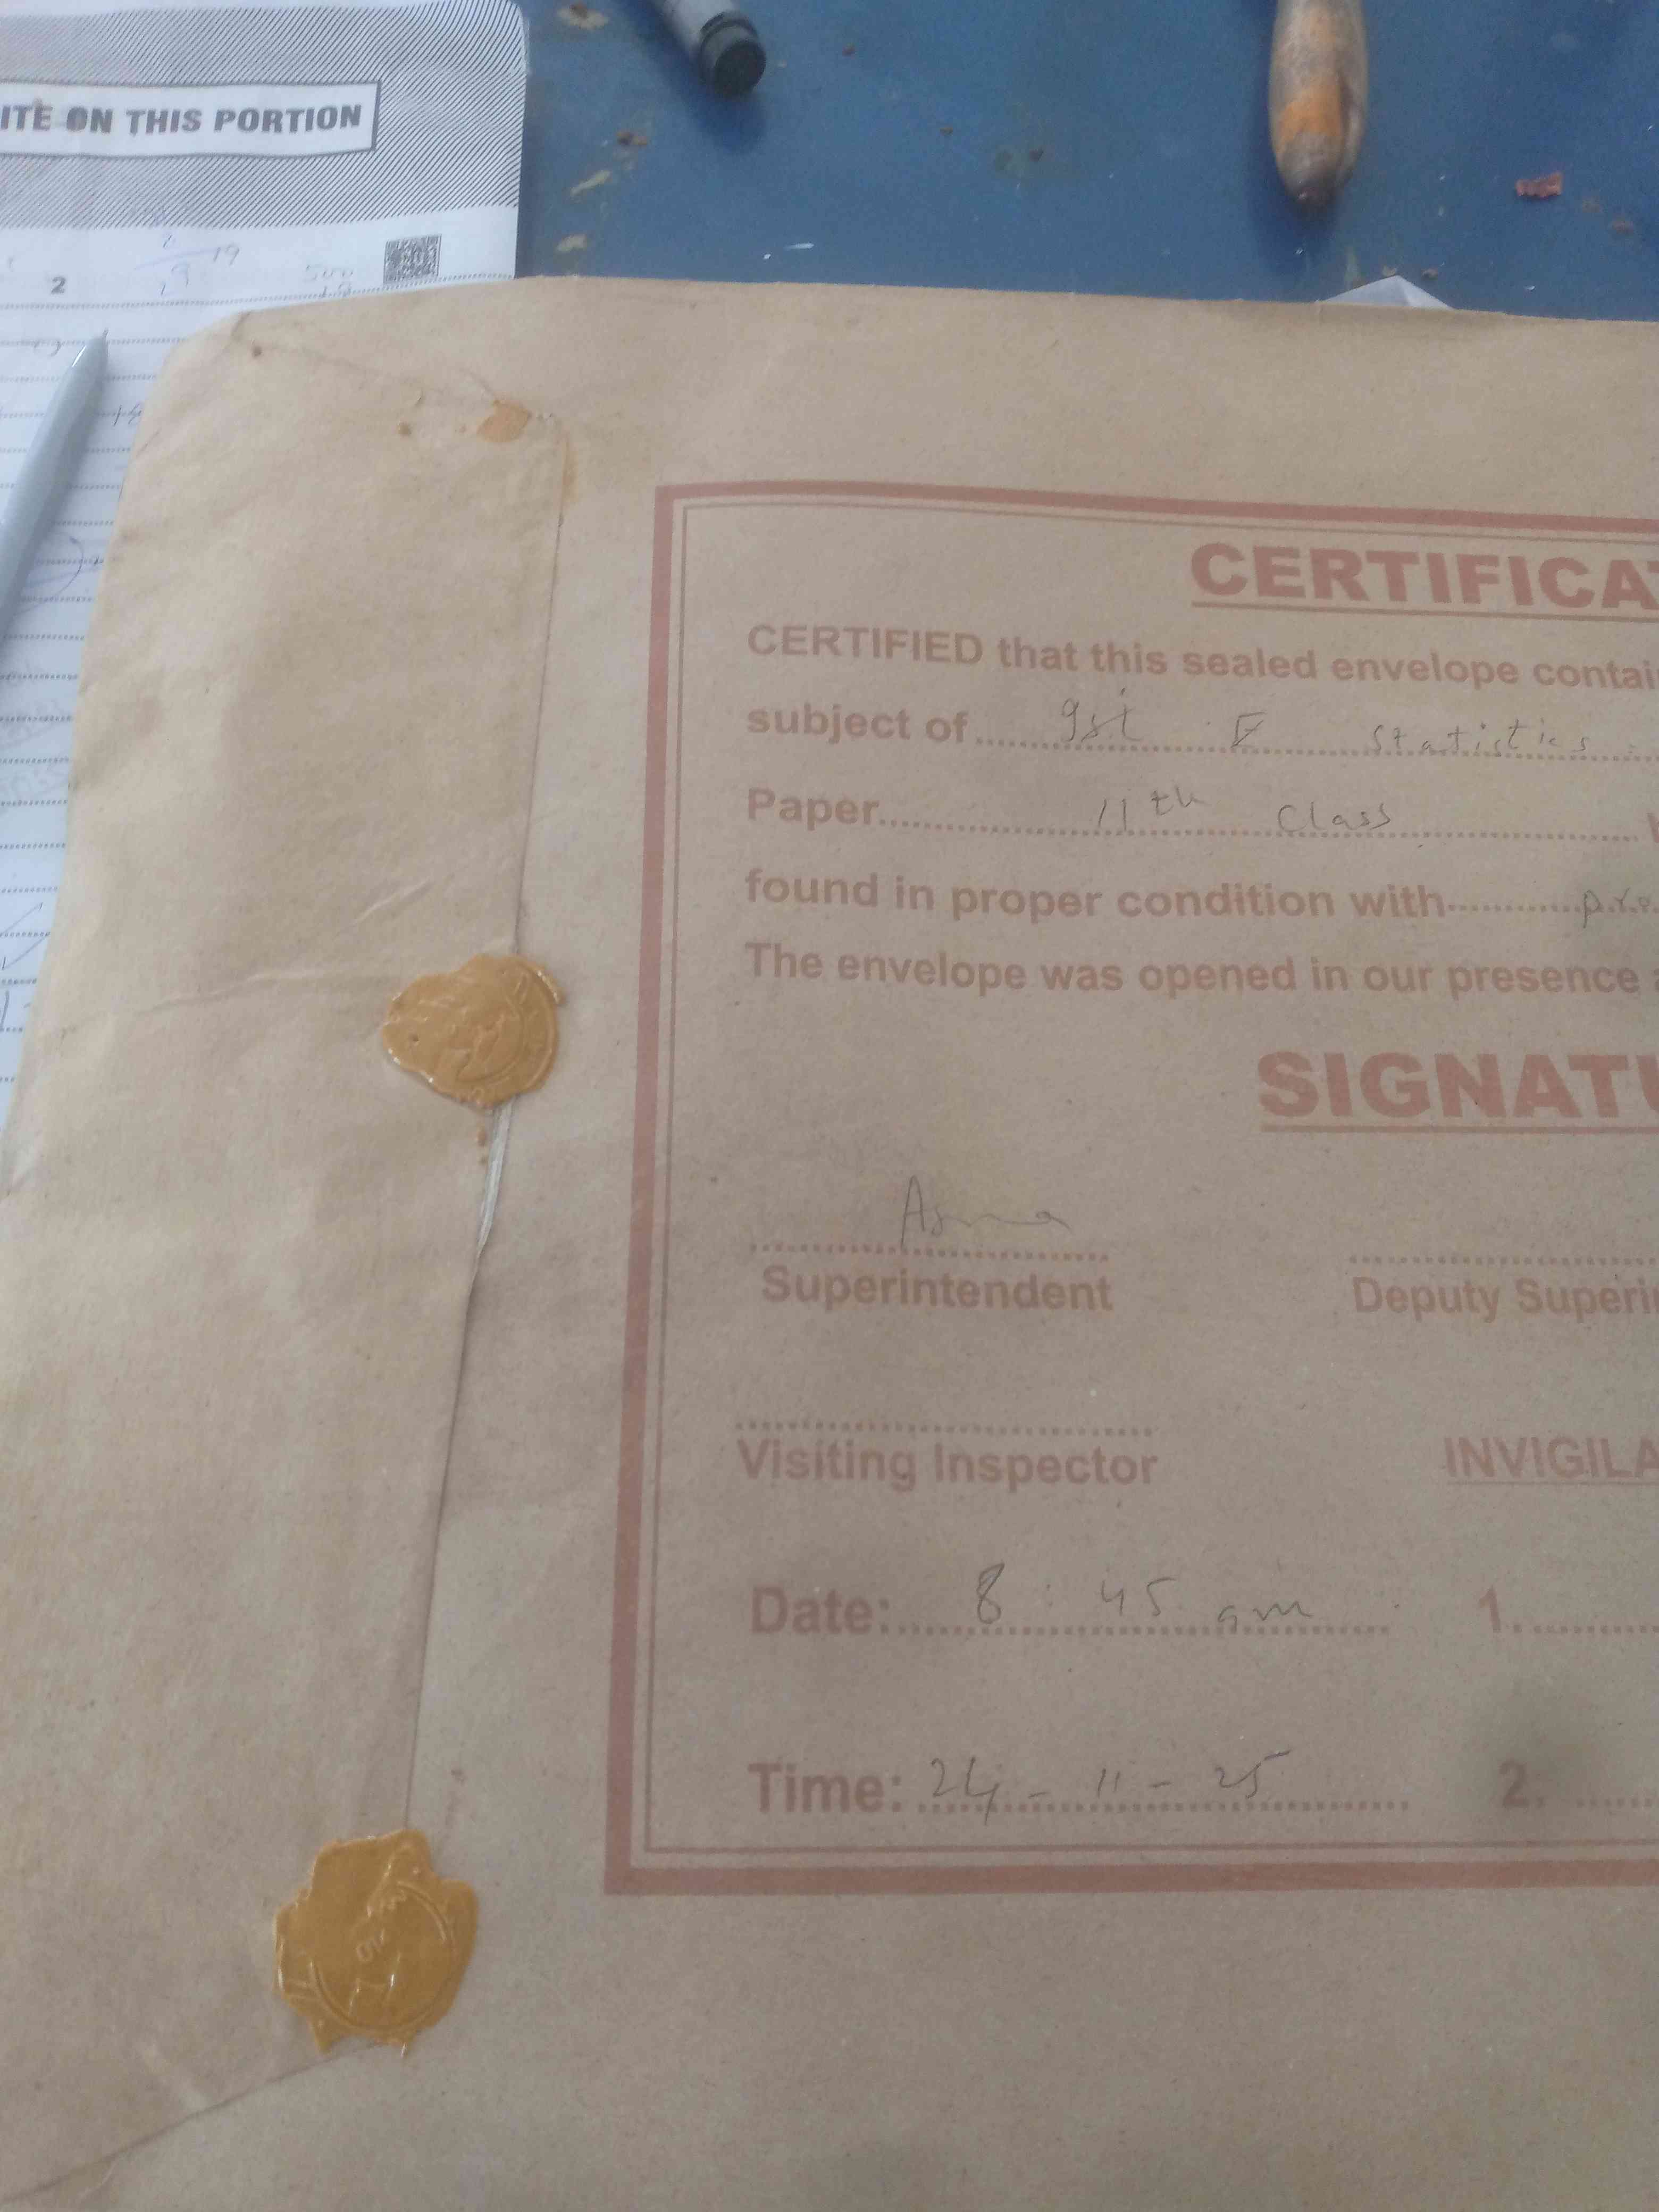 ITE ON THIS PORTION
2
CERTIFICA
CERTIFIED that this sealed envelope contai
subject of Statistics
Paper 11th Class
found in proper condition with
The envelope was opened in our presence
SIGNATU
Asma
Superintendent
Deputy Superi
Visiting Inspector
INVIGILA
Date: 8 : 45 am 1.
Time: 24 - 11 - 25 2.